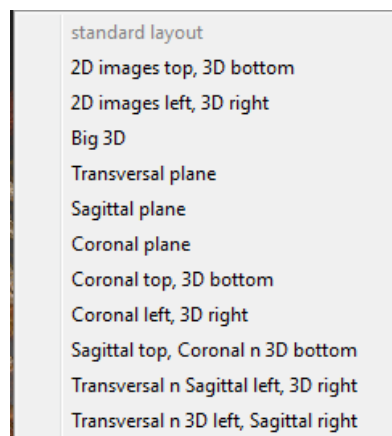 standard layout
2D images top, 3D bottom
2D images left, 3D right
Big 3D
Transversal plane
Sagittal plane
Coronal plane
Coronal top, 3D bottom
Coronal left, 3D right
Sagittal top, Coronal n 3D bottom
Transversal n Sagittal left, 3D right
Transversal n 3D left, Sagittal right